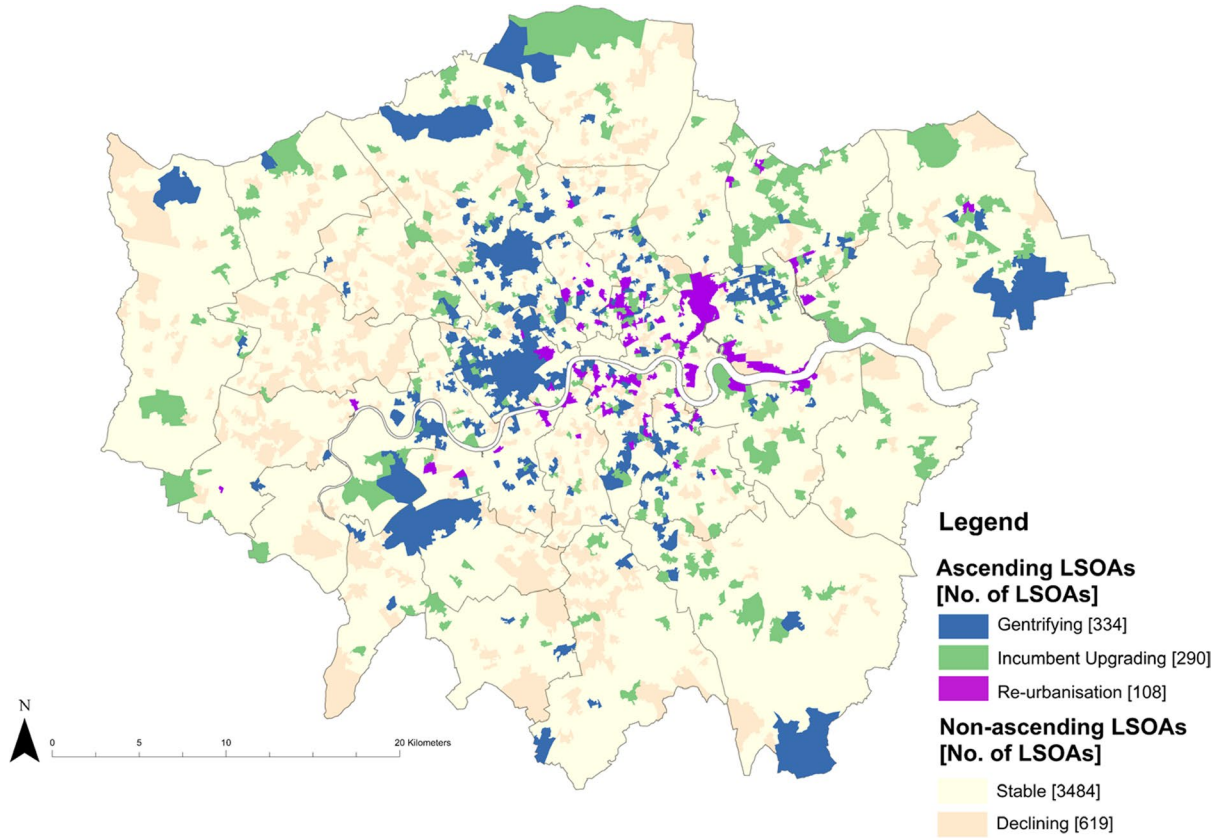 Legend
Ascending LSOAs
[No. of LSOAs]
Gentrifying [334]
Incumbent Upgrading [290]
Re-urbanisation [108]
Non-ascending LSOAs
[No. of LSOAs]
Stable [3484]
Declining [619]
N
0 5 10 20 Kilometers